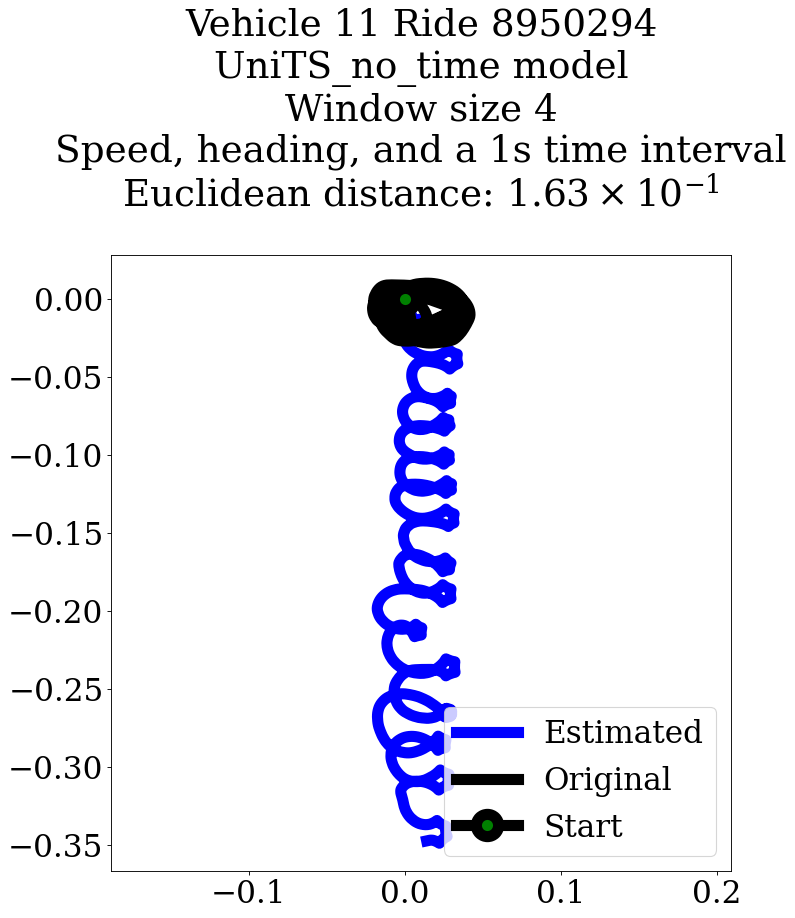 Vehicle 11 Ride 8950294
UniTS_no_time model
Window size 4
Speed, heading, and a 1s time interval
Euclidean distance: $1.63 \times 10^{-1}$
0.00
−0.05
−0.10
−0.15
−0.20
−0.25
−0.30
−0.35
Estimated
Original
Start
−0.1
0.0
0.1
0.2